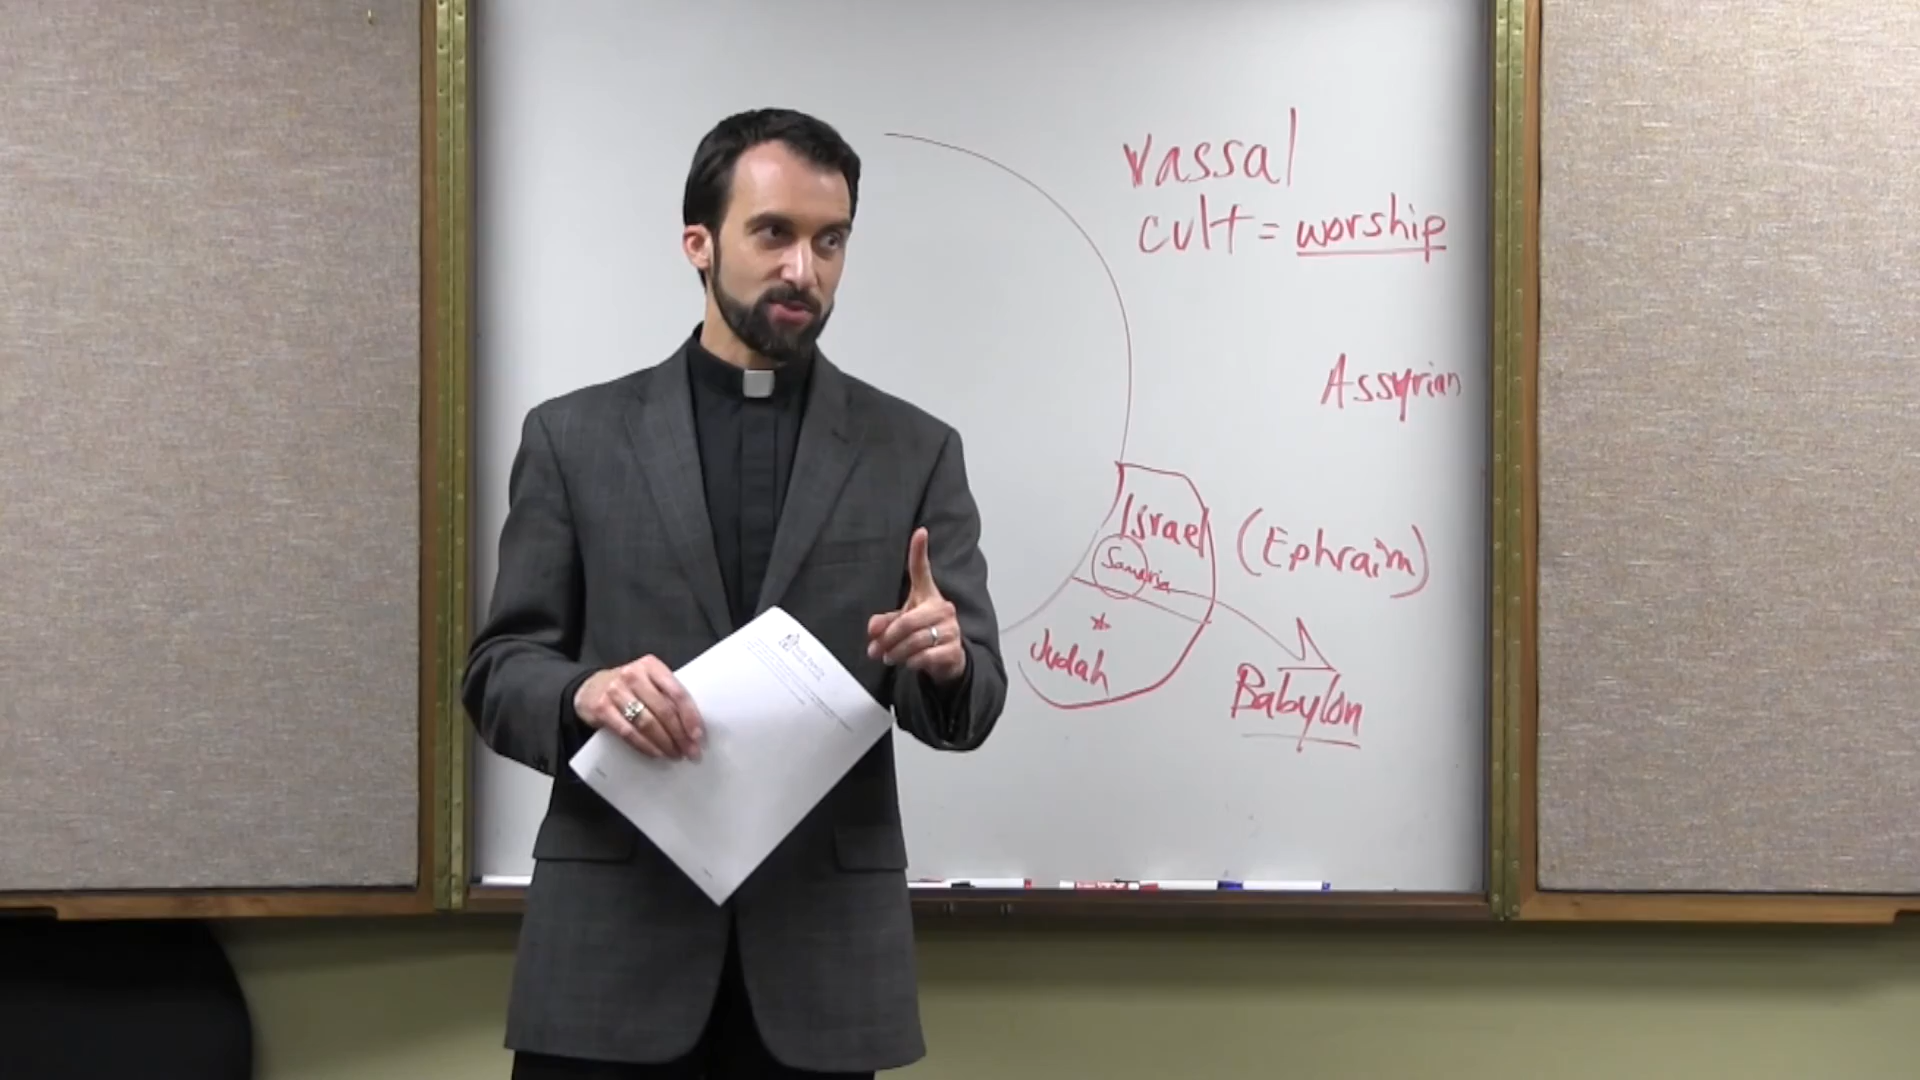 vassal
cult = worship
Assyrian
Israel (Ephraim)
Samaria
Judah
Babylon